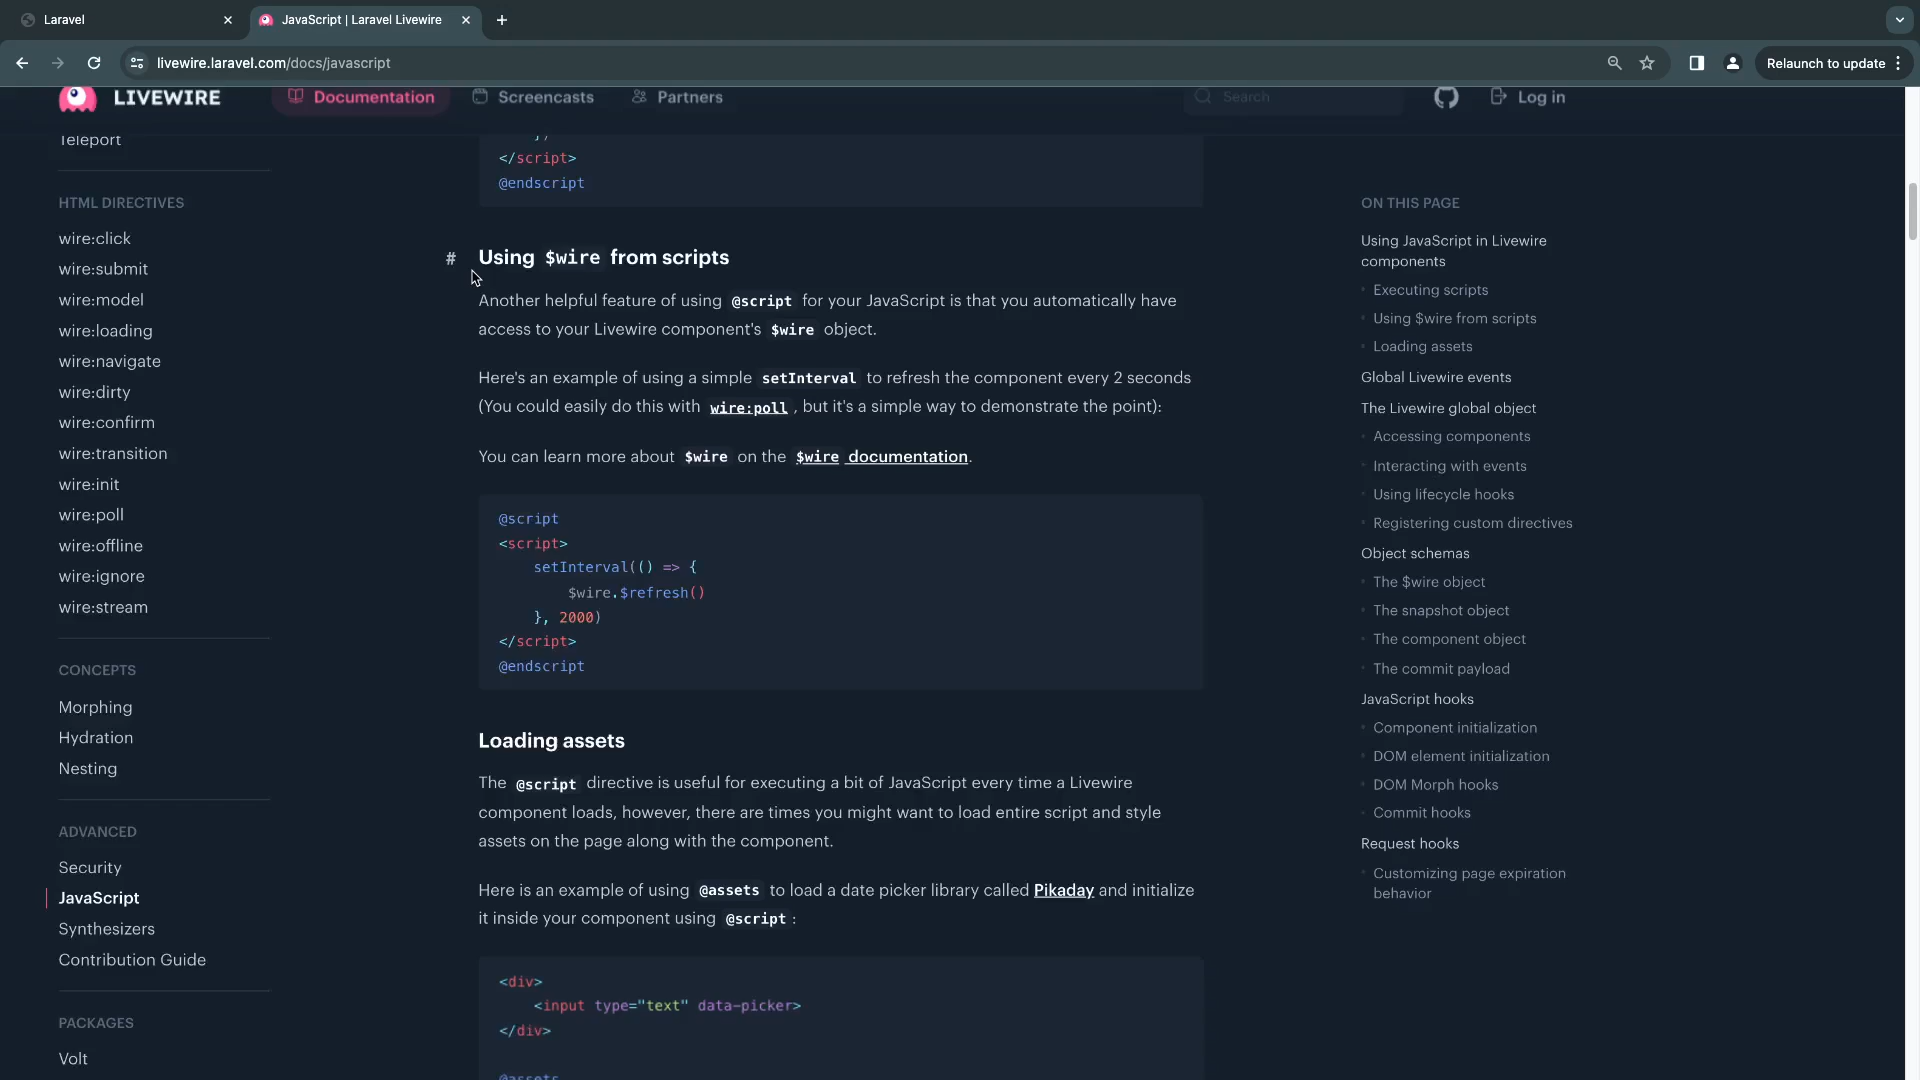 Laravel
JavaScript | Laravel Livewire
livewire.laravel.com/docs/javascript
Relaunch to update
LIVEWIRE
Documentation
Screencasts
Partners
Search
Log in
Teleport
HTML DIRECTIVES
wire:click
wire:submit
wire:model
wire:loading
wire:navigate
wire:dirty
wire:confirm
wire:transition
wire:init
wire:poll
wire:offline
wire:ignore
wire:stream
CONCEPTS
Morphing
Hydration
Nesting
ADVANCED
Security
JavaScript
Synthesizers
Contribution Guide
PACKAGES
Volt
</script>
@endscript
# Using $wire from scripts
Another helpful feature of using @script for your JavaScript is that you automatically have
access to your Livewire component's $wire object.
Here's an example of using a simple setInterval to refresh the component every 2 seconds
(You could easily do this with wire:poll , but it's a simple way to demonstrate the point):
You can learn more about $wire on the $wire documentation.
@script
<script>
setInterval(() => {
$wire.$refresh()
}, 2000)
</script>
@endscript
Loading assets
The @script directive is useful for executing a bit of JavaScript every time a Livewire
component loads, however, there are times you might want to load entire script and style
assets on the page along with the component.
Here is an example of using @assets to load a date picker library called Pikaday and initialize
it inside your component using @script :
<div>
<input type="text" data-picker>
</div>
@assets
ON THIS PAGE
Using JavaScript in Livewire
components
Executing scripts
Using $wire from scripts
Loading assets
Global Livewire events
The Livewire global object
Accessing components
Interacting with events
Using lifecycle hooks
Registering custom directives
Object schemas
The $wire object
The snapshot object
The component object
The commit payload
JavaScript hooks
Component initialization
DOM element initialization
DOM Morph hooks
Commit hooks
Request hooks
Customizing page expiration
behavior